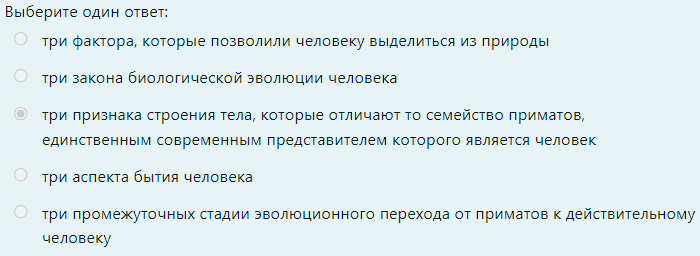 Выберите один ответ:
три фактора, которые позволили человеку выделиться из природы
три закона биологической эволюции человека
три признака строения тела, которые отличают то семейство приматов,
единственным современным представителем которого является человек
три аспекта бытия человека
три промежуточных стадии эволюционного перехода от приматов к действительному
человеку